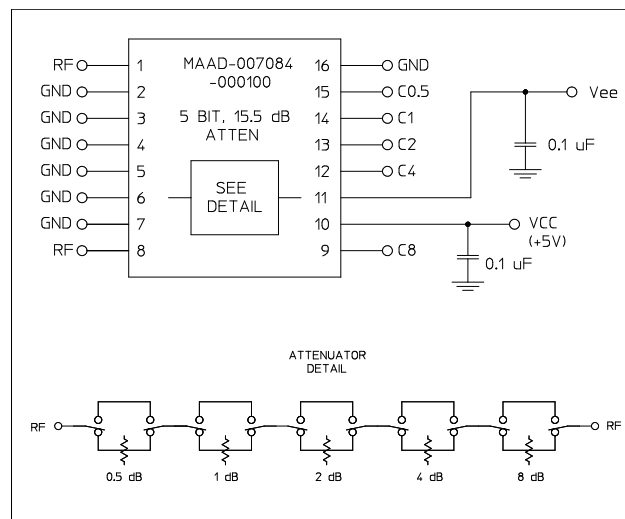 MAAD-007084
-000100
5 BIT, 15.5 dB
ATTEN
SEE
DETAIL
RF 1
GND 2
GND 3
GND 4
GND 5
GND 6
GND 7
RF 8
16 GND
15 C0.5
14 C1
13 C2
12 C4
11
10
9 C8
Vee
0.1 uF
VCC
(+5V)
0.1 uF
ATTENUATOR
DETAIL
RF RF
0.5 dB 1 dB 2 dB 4 dB 8 dB